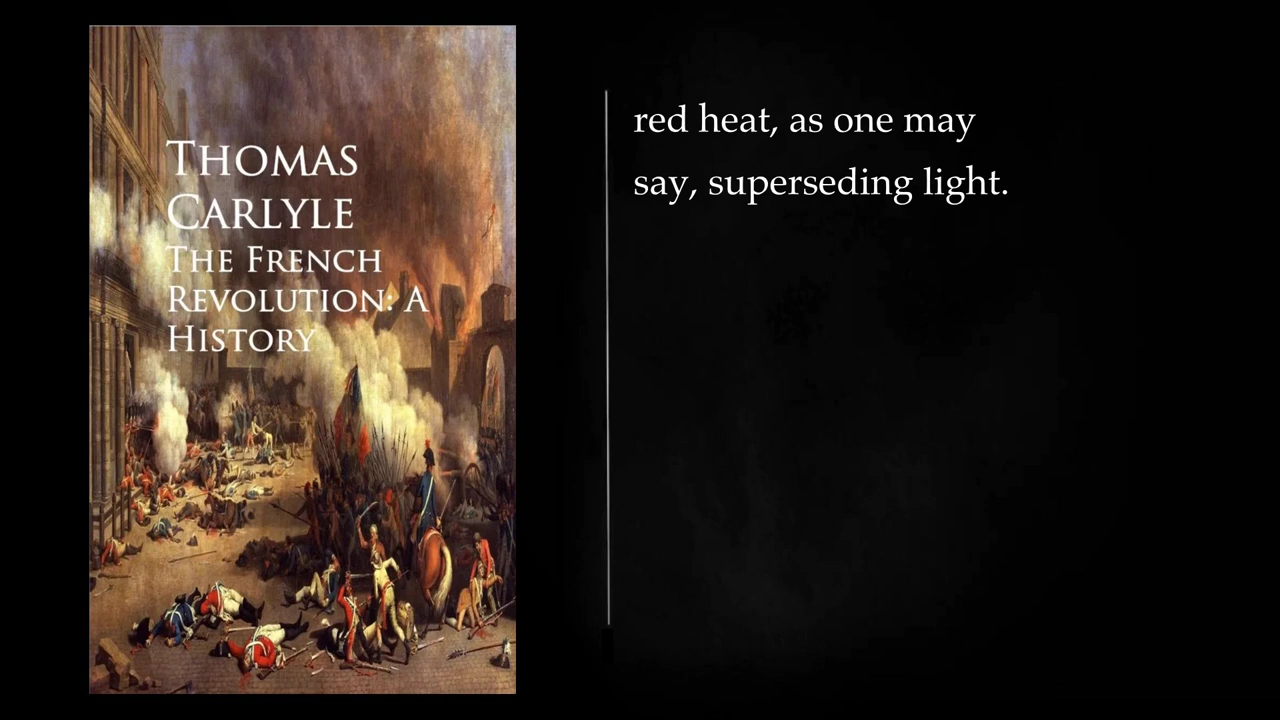 THOMAS
CARLYLE
THE FRENCH
REVOLUTION: A
HISTORY
red heat, as one may
say, superseding light.